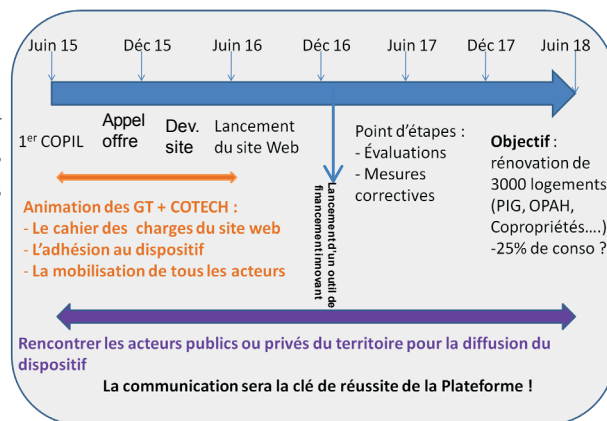 Juin 15 Déc 15 Juin 16 Déc 16 Juin 17 Déc 17 Juin 18
1er COPIL
Appel
offre
Dev.
site
Lancement
du site Web
Lancement d'un outil de
financement innovant
Point d'étapes :
- Évaluations
- Mesures
correctives
Objectif :
rénovation de
3000 logements
(PIG, OPAH,
Copropriétés....)
-25% de conso ?
Animation des GT + COTECH :
- Le cahier des charges du site web
- L'adhésion au dispositif
- La mobilisation de tous les acteurs
Rencontrer les acteurs publics ou privés du territoire pour la diffusion du
dispositif
La communication sera la clé de réussite de la Plateforme !